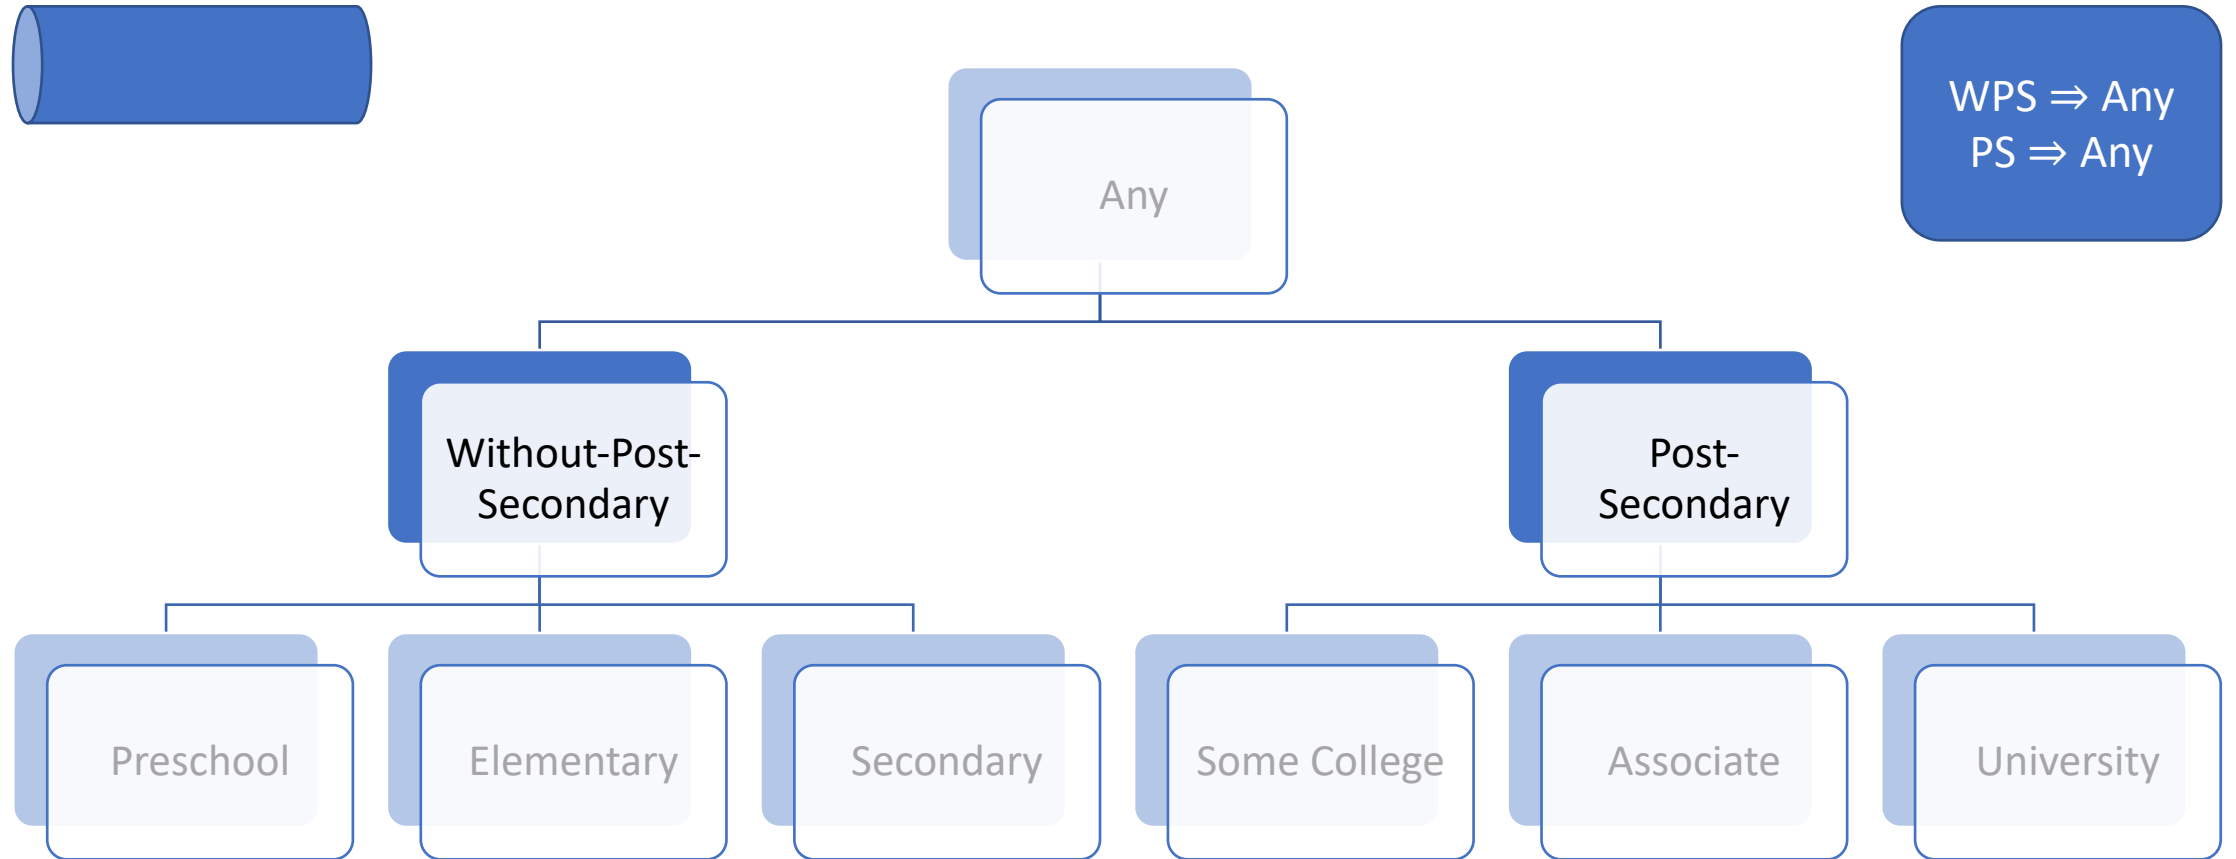 WPS ⇒ Any
PS ⇒ Any
Any
Without-Post-
Secondary
Post-
Secondary
Preschool
Elementary
Secondary
Some College
Associate
University